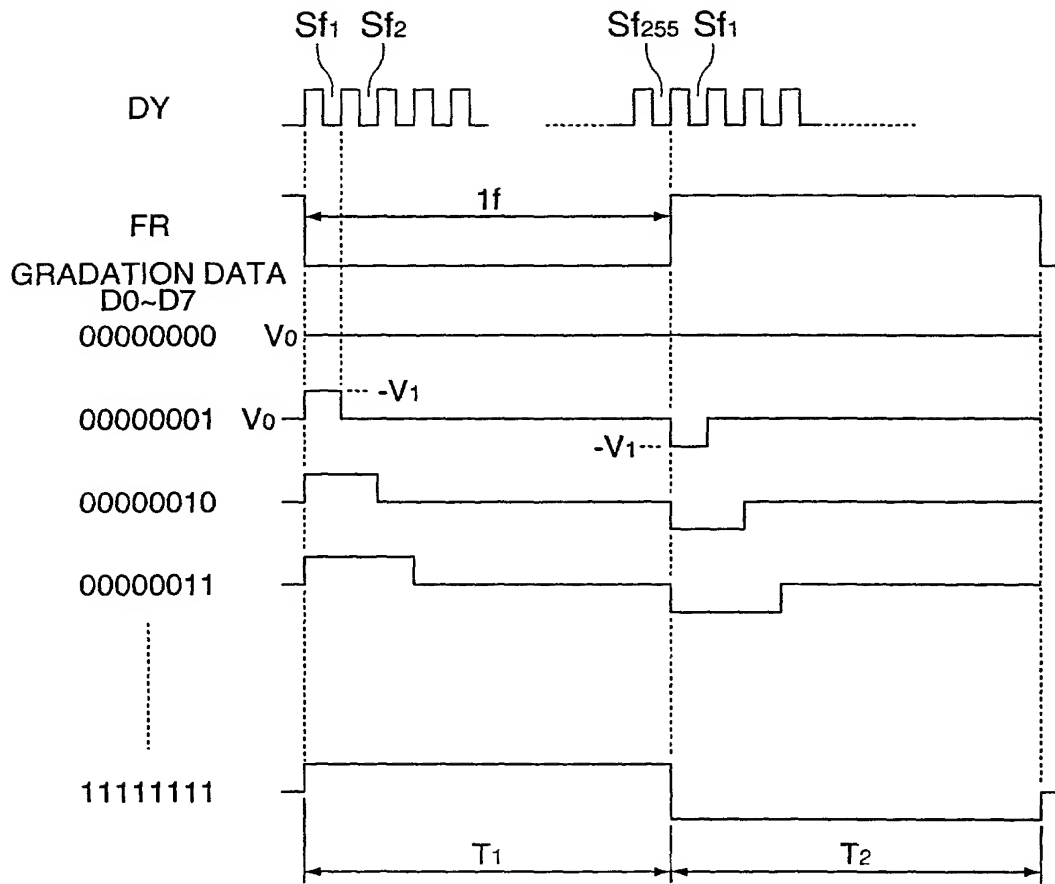 Sf1 Sf2 Sf255 Sf1
DY
1f
FR
GRADATION DATA
D0~D7
00000000 V0
-V1
00000001 V0
-V1
00000010
00000011
11111111
T1 T2